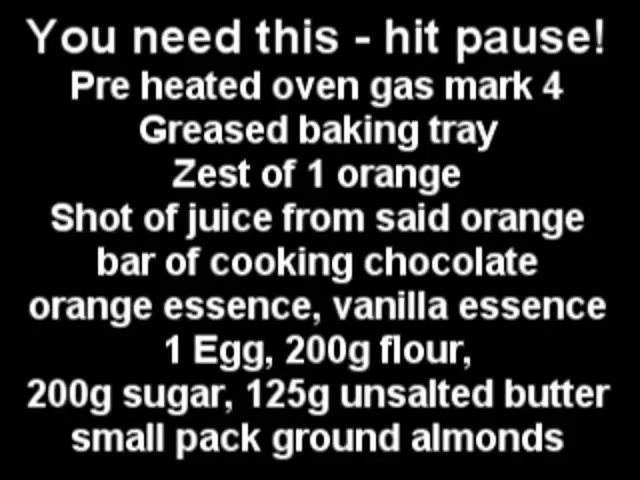 You need this - hit pause!
Pre heated oven gas mark 4
Greased baking tray
Zest of 1 orange
Shot of juice from said orange
bar of cooking chocolate
orange essence, vanilla essence
1 Egg, 200g flour,
200g sugar, 125g unsalted butter
small pack ground almonds